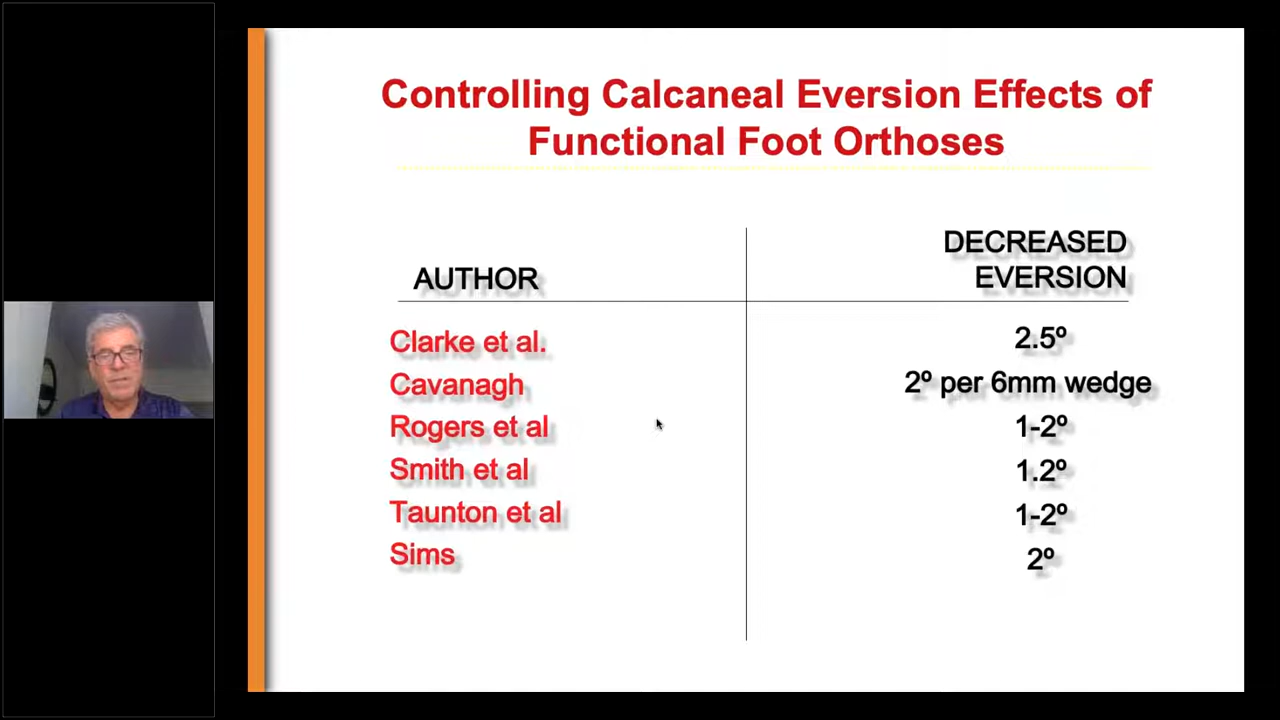 Controlling Calcaneal Eversion Effects of
Functional Foot Orthoses
AUTHOR
DECREASED
EVERSION
Clarke et al.
2.5º
Cavanagh
2º per 6mm wedge
Rogers et al
1-2º
Smith et al
1.2º
Taunton et al
1-2º
Sims
2º